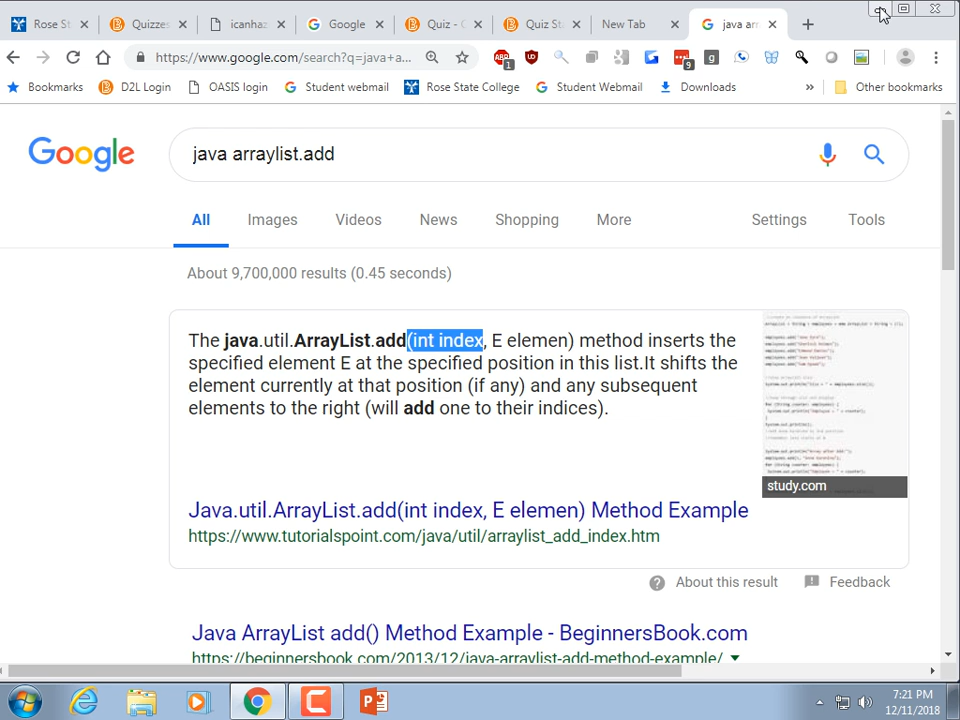 Rose St
Quizzes
icanhaz
Google
Quiz - C
Quiz St
New Tab
java arr
https://www.google.com/search?q=java+a...
1
9
g
Bookmarks
D2L Login
OASIS login
Student webmail
Rose State College
Student Webmail
Downloads
»
Other bookmarks
Google
java arraylist.add
All
Images
Videos
News
Shopping
More
Settings
Tools
About 9,700,000 results (0.45 seconds)
The java.util.ArrayList.add(int index, E elemen) method inserts the
specified element E at the specified position in this list.It shifts the
element currently at that position (if any) and any subsequent
elements to the right (will add one to their indices).
study.com
Java.util.ArrayList.add(int index, E elemen) Method Example
https://www.tutorialspoint.com/java/util/arraylist_add_index.htm
About this result
Feedback
Java ArrayList add() Method Example - BeginnersBook.com
https://beginnersbook.com/2013/12/java-arraylist-add-method-example/
7:21 PM
12/11/2018